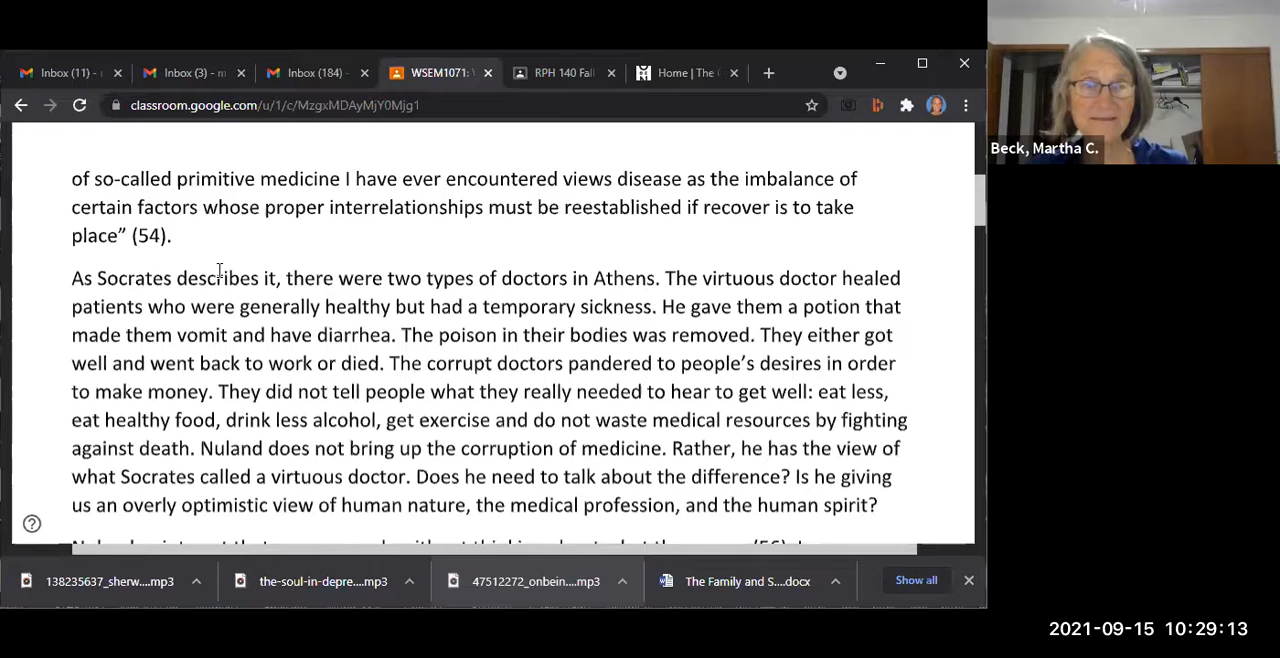 Inbox (11) -
Inbox (3) - m
Inbox (184) -
WSEM1071:
RPH 140 Fall
Home | The
classroom.google.com/u/1/c/MzgxMDAyMjY0Mjg1
Beck, Martha C.
of so-called primitive medicine I have ever encountered views disease as the imbalance of
certain factors whose proper interrelationships must be reestablished if recover is to take
place” (54).
As Socrates describes it, there were two types of doctors in Athens. The virtuous doctor healed
patients who were generally healthy but had a temporary sickness. He gave them a potion that
made them vomit and have diarrhea. The poison in their bodies was removed. They either got
well and went back to work or died. The corrupt doctors pandered to people’s desires in order
to make money. They did not tell people what they really needed to hear to get well: eat less,
eat healthy food, drink less alcohol, get exercise and do not waste medical resources by fighting
against death. Nuland does not bring up the corruption of medicine. Rather, he has the view of
what Socrates called a virtuous doctor. Does he need to talk about the difference? Is he giving
us an overly optimistic view of human nature, the medical profession, and the human spirit?
138235637_sherw....mp3
the-soul-in-depre....mp3
47512272_onbein....mp3
The Family and S....docx
Show all
2021-09-15 10:29:13